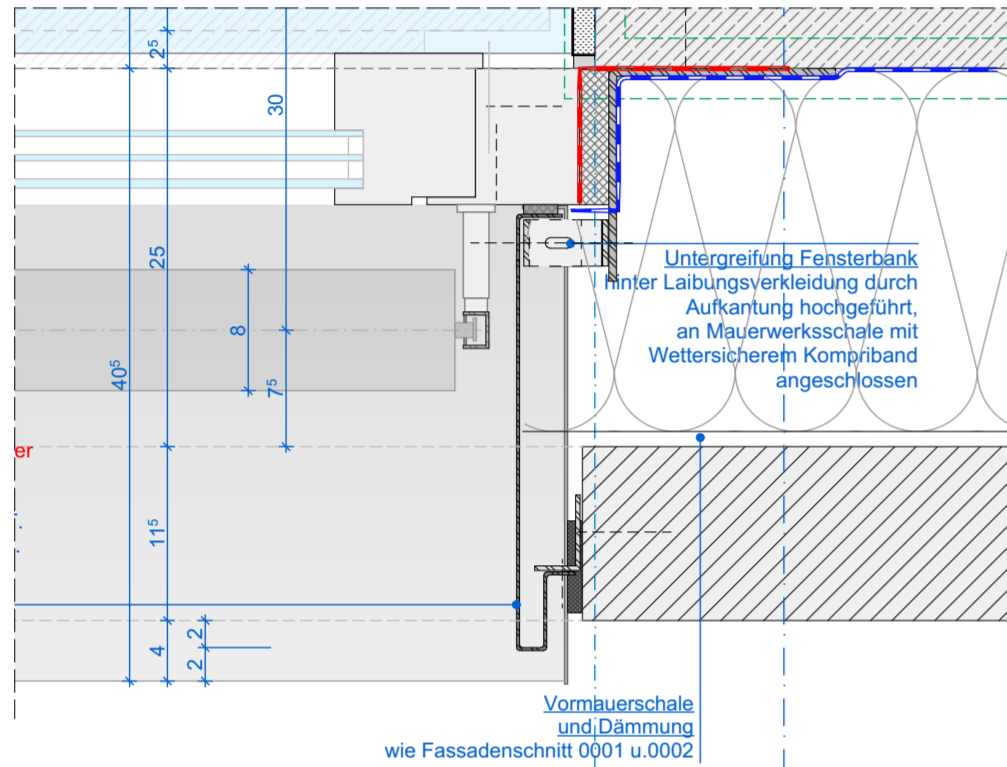 2⁵
30
Untergreifung Fensterbank
Hinter Laibungsverkleidung durch
Aufkantung hochgeführt,
an Mauerwerksschale mit
Wettersicherem Kompriband
angeschlossen
25
8
40⁵
7⁵
er
11⁵
2
4
2
Vormauerschale
und Dämmung
wie Fassadenschnitt 0001 u.0002